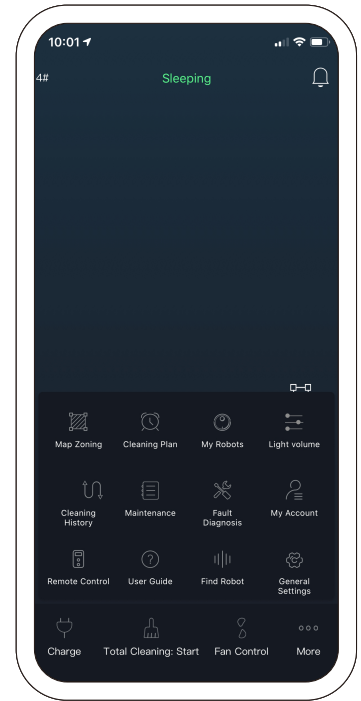 10:01
4#
Sleeping
Map Zoning
Cleaning Plan
My Robots
Light volume
Cleaning
History
Maintenance
Fault
Diagnosis
My Account
Remote Control
User Guide
Find Robot
General
Settings
Charge
Total Cleaning: Start
Fan Control
More